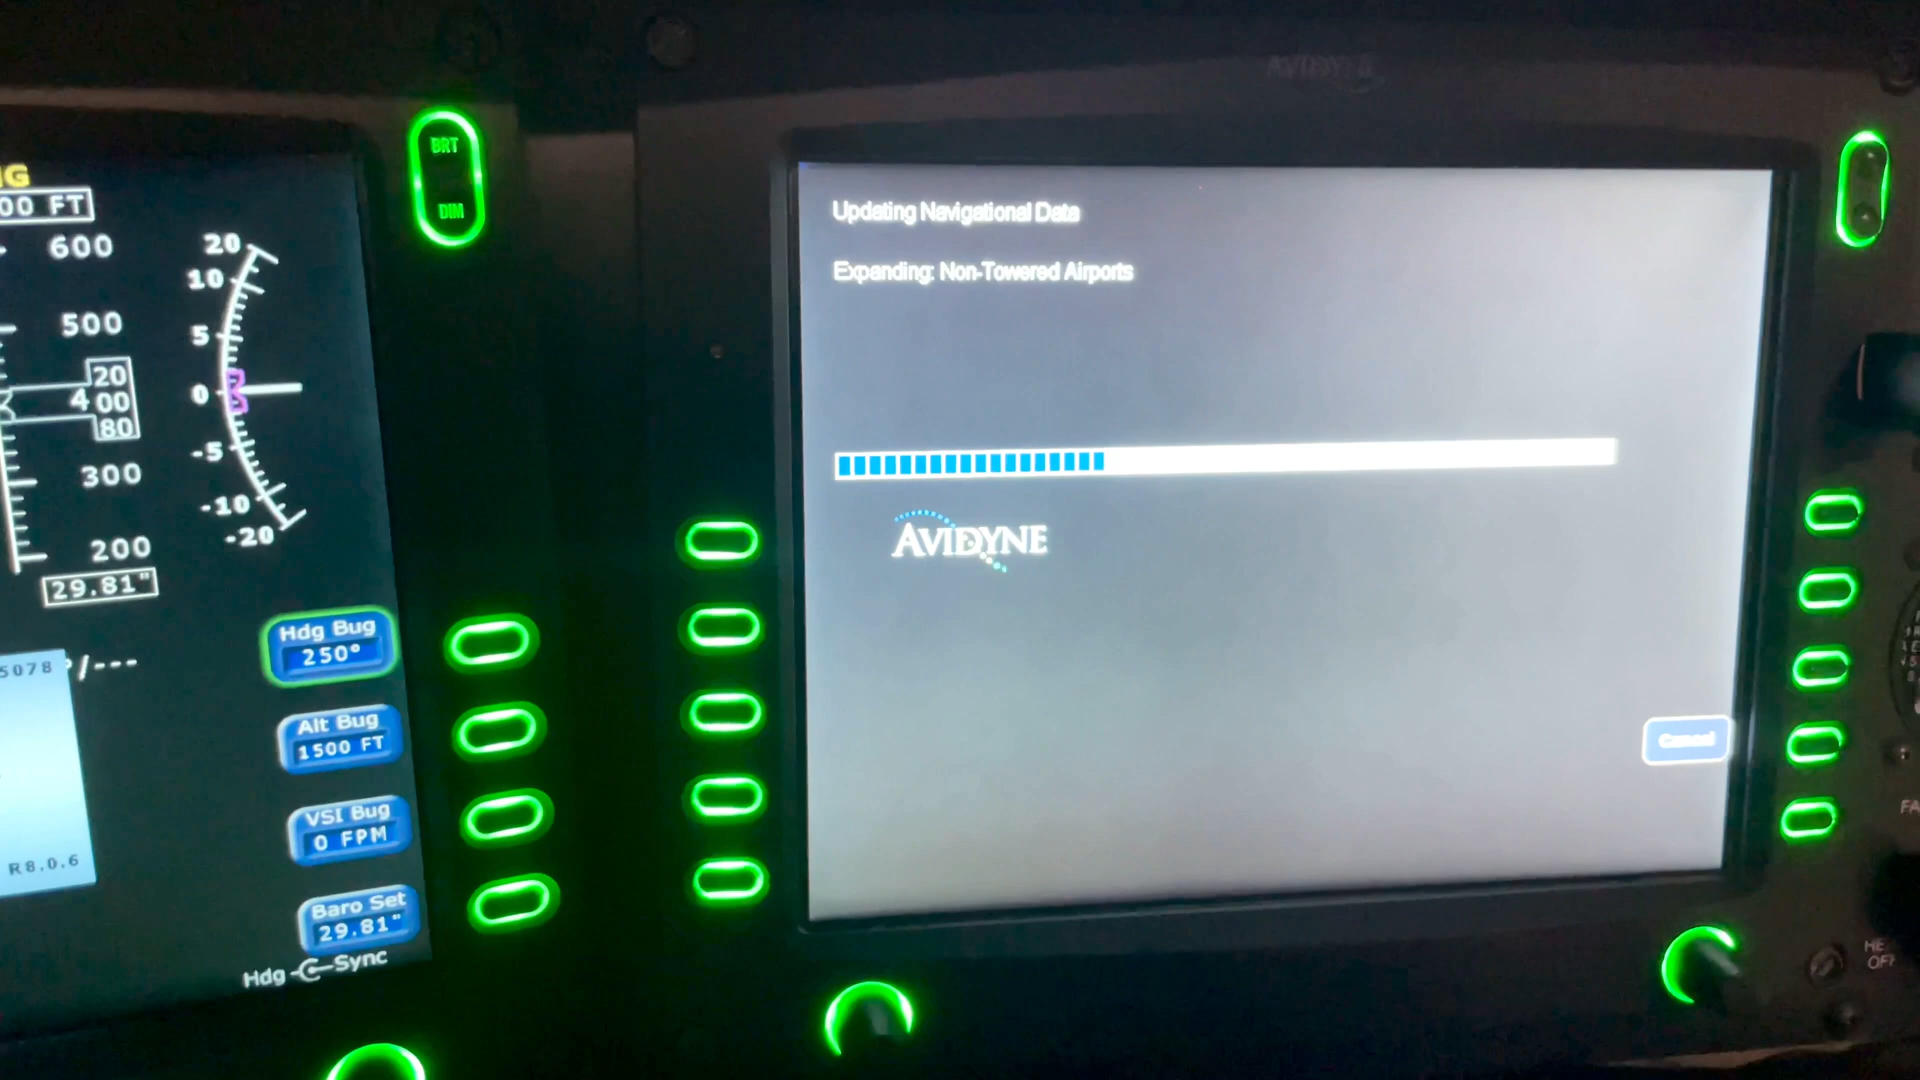 BRT
DIM
00 FT
600
500
20
4 00
80
300
200
29.81"
20
10
5
0
-5
-10
-20
5078
/---
R8.0.6
Hdg Bug
250°
Alt Bug
1500 FT
VSI Bug
0 FPM
Baro Set
29.81"
Hdg
Sync
AVIDYNE
Updating Navigational Data
Expanding: Non-Towered Airports
AVIDYNE
Cancel